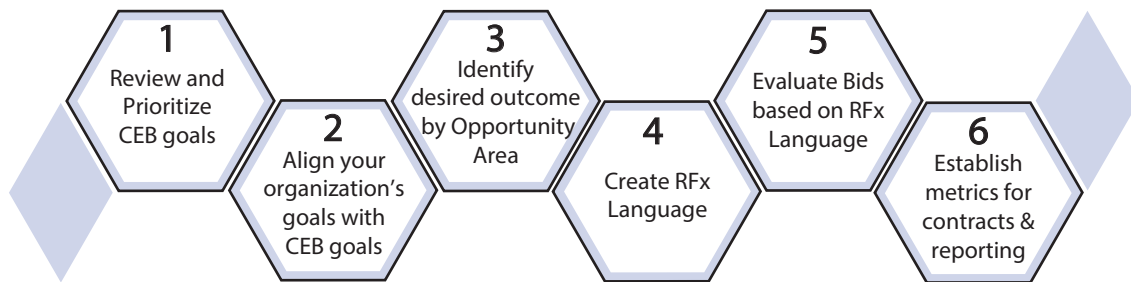 1
Review and
Prioritize
CEB goals
2
Align your
organization's
goals with
CEB goals
3
Identify
desired outcome
by Opportunity
Area
4
Create RFx
Language
5
Evaluate Bids
based on RFx
Language
6
Establish
metrics for
contracts &
reporting